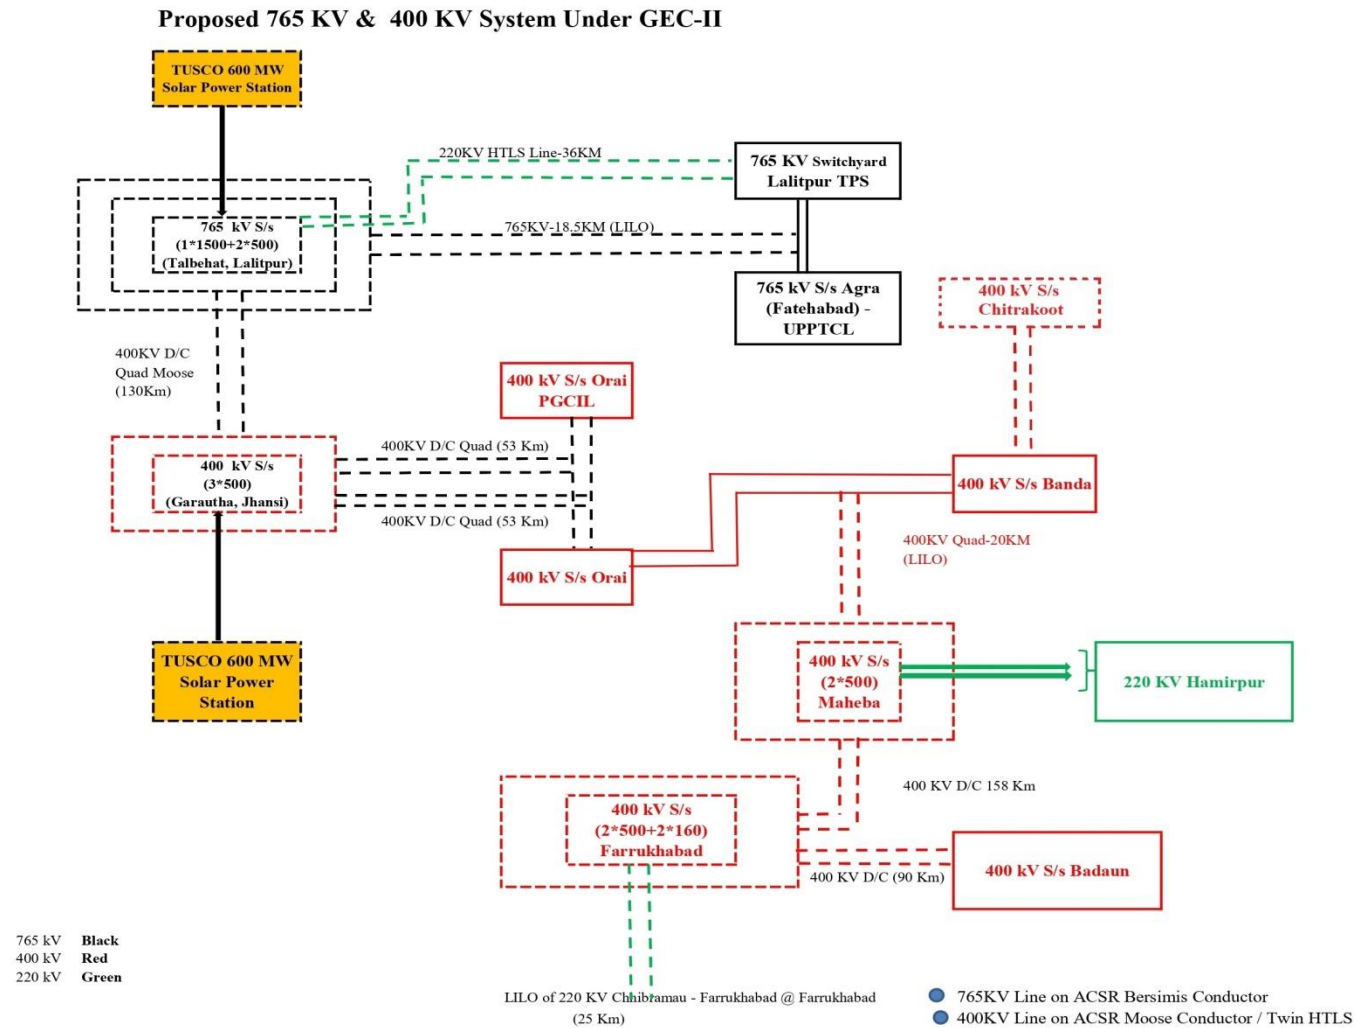 Proposed 765 KV &  400 KV System Under GEC-II
TUSCO 600 MW
Solar Power Station
220KV HTLS Line-36KM
765 KV Switchyard
Lalitpur TPS
765 kV S/s
(1*1500+2*500)
(Talbehat, Lalitpur)
765KV-18.5KM (LILO)
765 kV S/s Agra
(Fatehabad) -
UPPTCL
400 kV S/s
Chitrakoot
400KV D/C
Quad Moose
(130Km)
400 kV S/s Orai
PGCIL
400KV D/C Quad (53 Km)
400 kV S/s
(3*500)
(Garautha, Jhansi)
400KV D/C Quad (53 Km)
400 kV S/s Banda
400KV Quad-20KM
(LILO)
400 kV S/s Orai
TUSCO 600 MW
Solar Power
Station
400 kV S/s
(2*500)
Maheba
220 KV Hamirpur
400 KV D/C 158 Km
400 kV S/s
(2*500+2*160)
Farrukhabad
400 KV D/C (90 Km)
400 kV S/s Badaun
765 kV Black
400 kV Red
220 kV Green
LILO of 220 KV Chhibramau - Farrukhabad @ Farrukhabad
(25 Km)
765KV Line on ACSR Bersimis Conductor
400KV Line on ACSR Moose Conductor / Twin HTLS